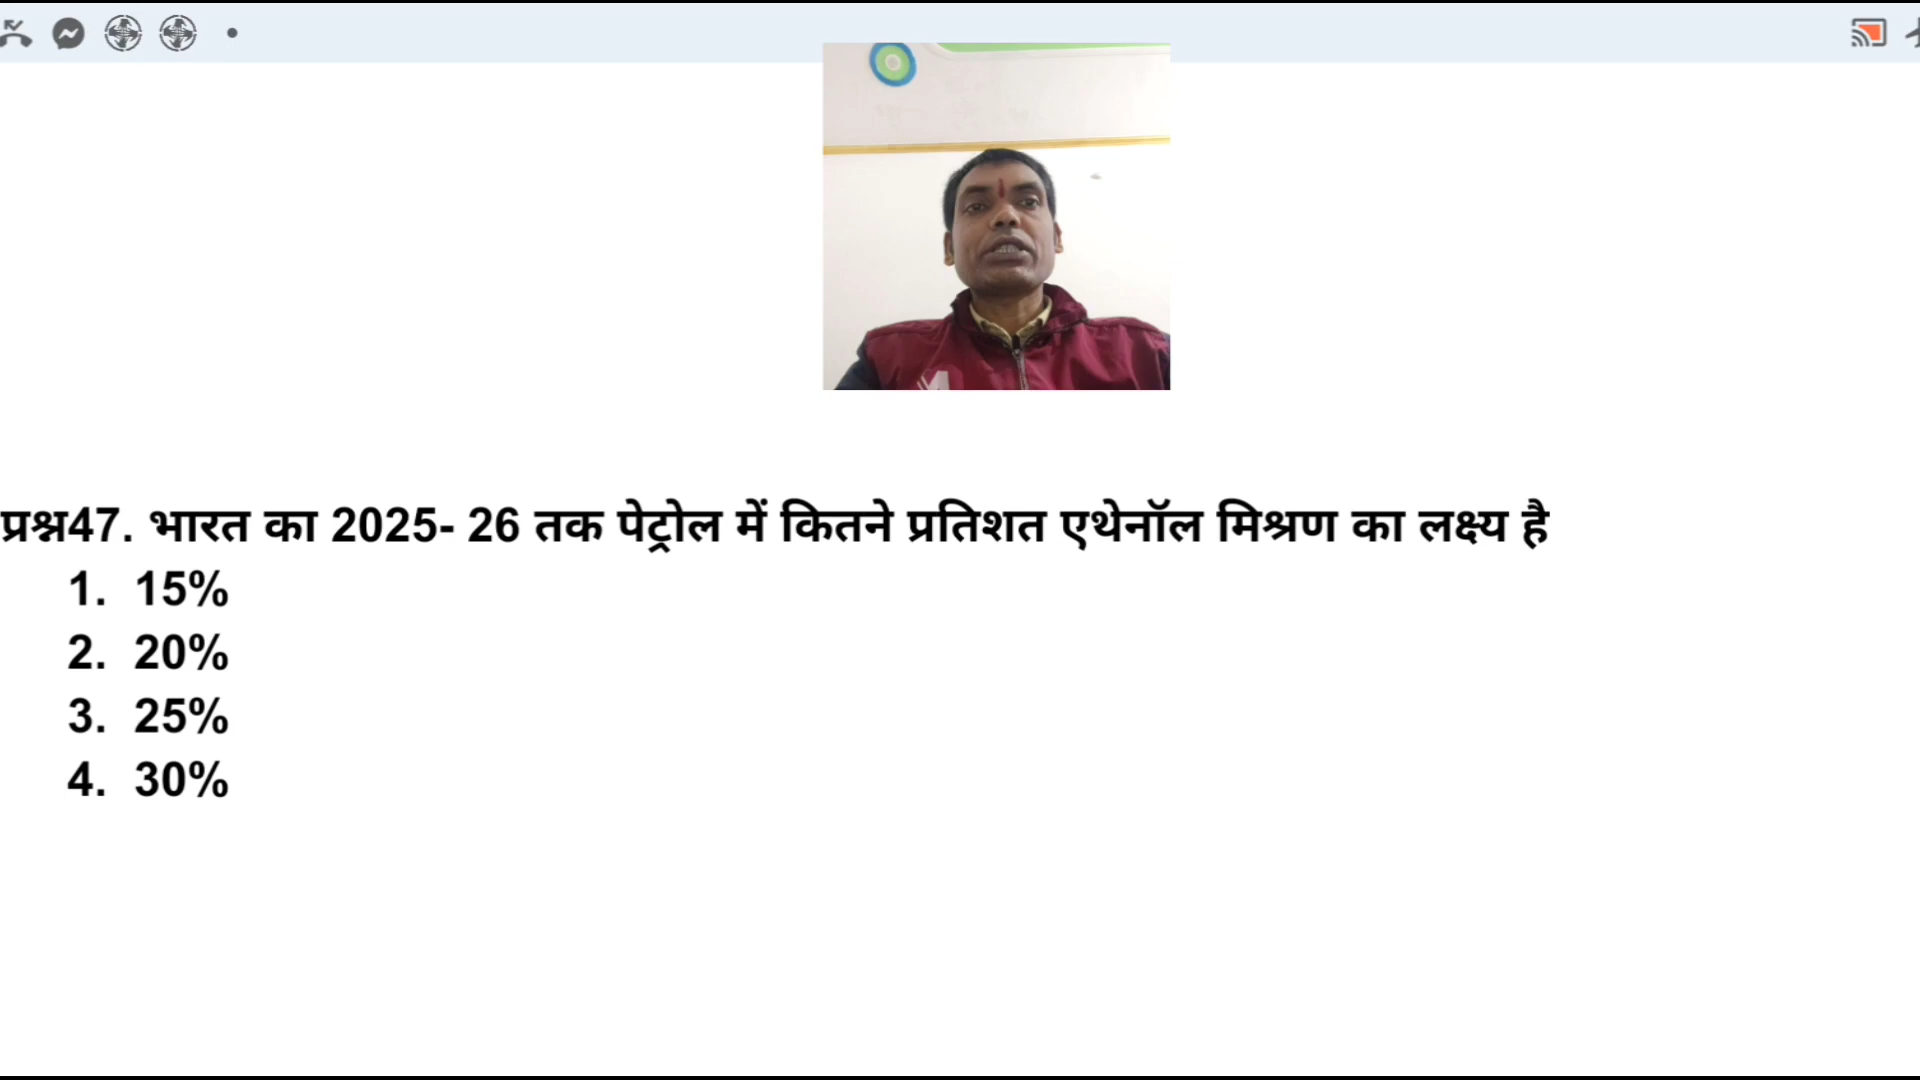 प्रश्न47. भारत का 2025- 26 तक पेट्रोल में कितने प्रतिशत एथेनॉल मिश्रण का लक्ष्य है
1. 15%
2. 20%
3. 25%
4. 30%